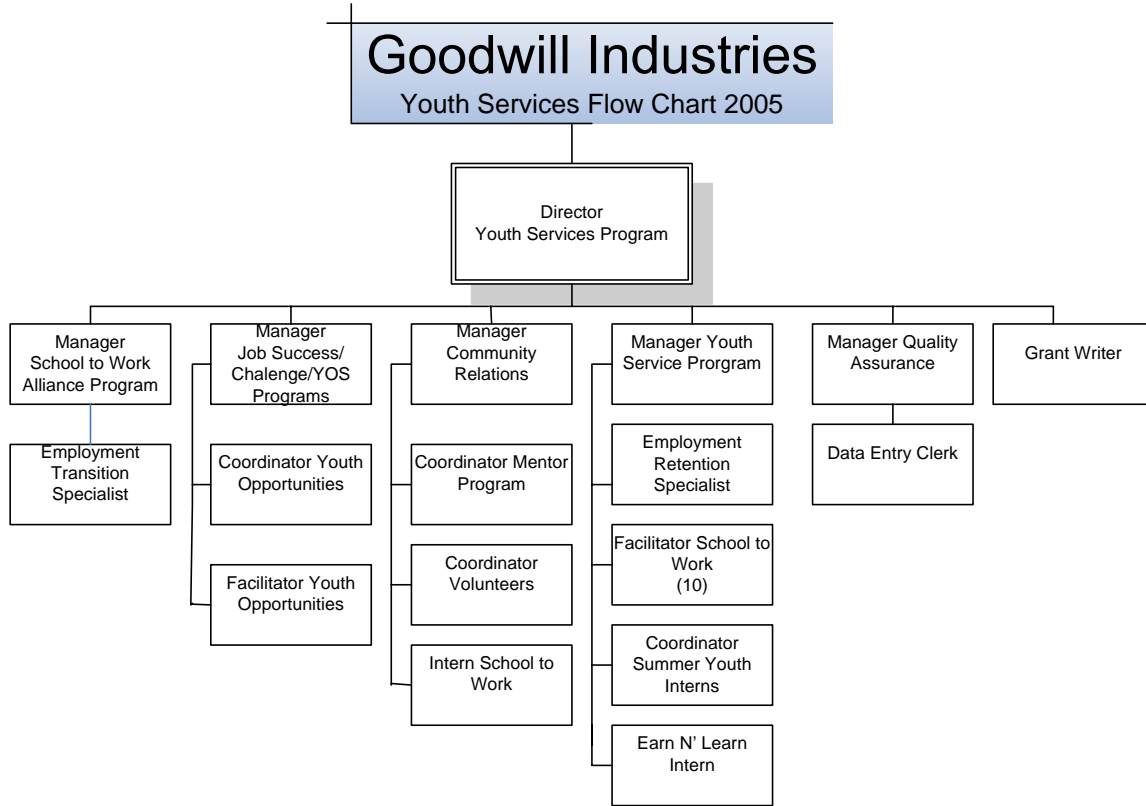 Goodwill Industries
Youth Services Flow Chart 2005
Director
Youth Services Program
Manager
School to Work
Alliance Program
Manager
Job Success/
Chalenge/YOS
Programs
Manager
Community
Relations
Manager Youth
Service Prorgram
Manager Quality
Assurance
Grant Writer
Employment
Transition
Specialist
Coordinator Youth
Opportunities
Coordinator Mentor
Program
Employment
Retention
Specialist
Data Entry Clerk
Facilitator Youth
Opportunities
Coordinator
Volunteers
Facilitator School to
Work
(10)
Intern School to
Work
Coordinator
Summer Youth
Interns
Earn N’ Learn
Intern